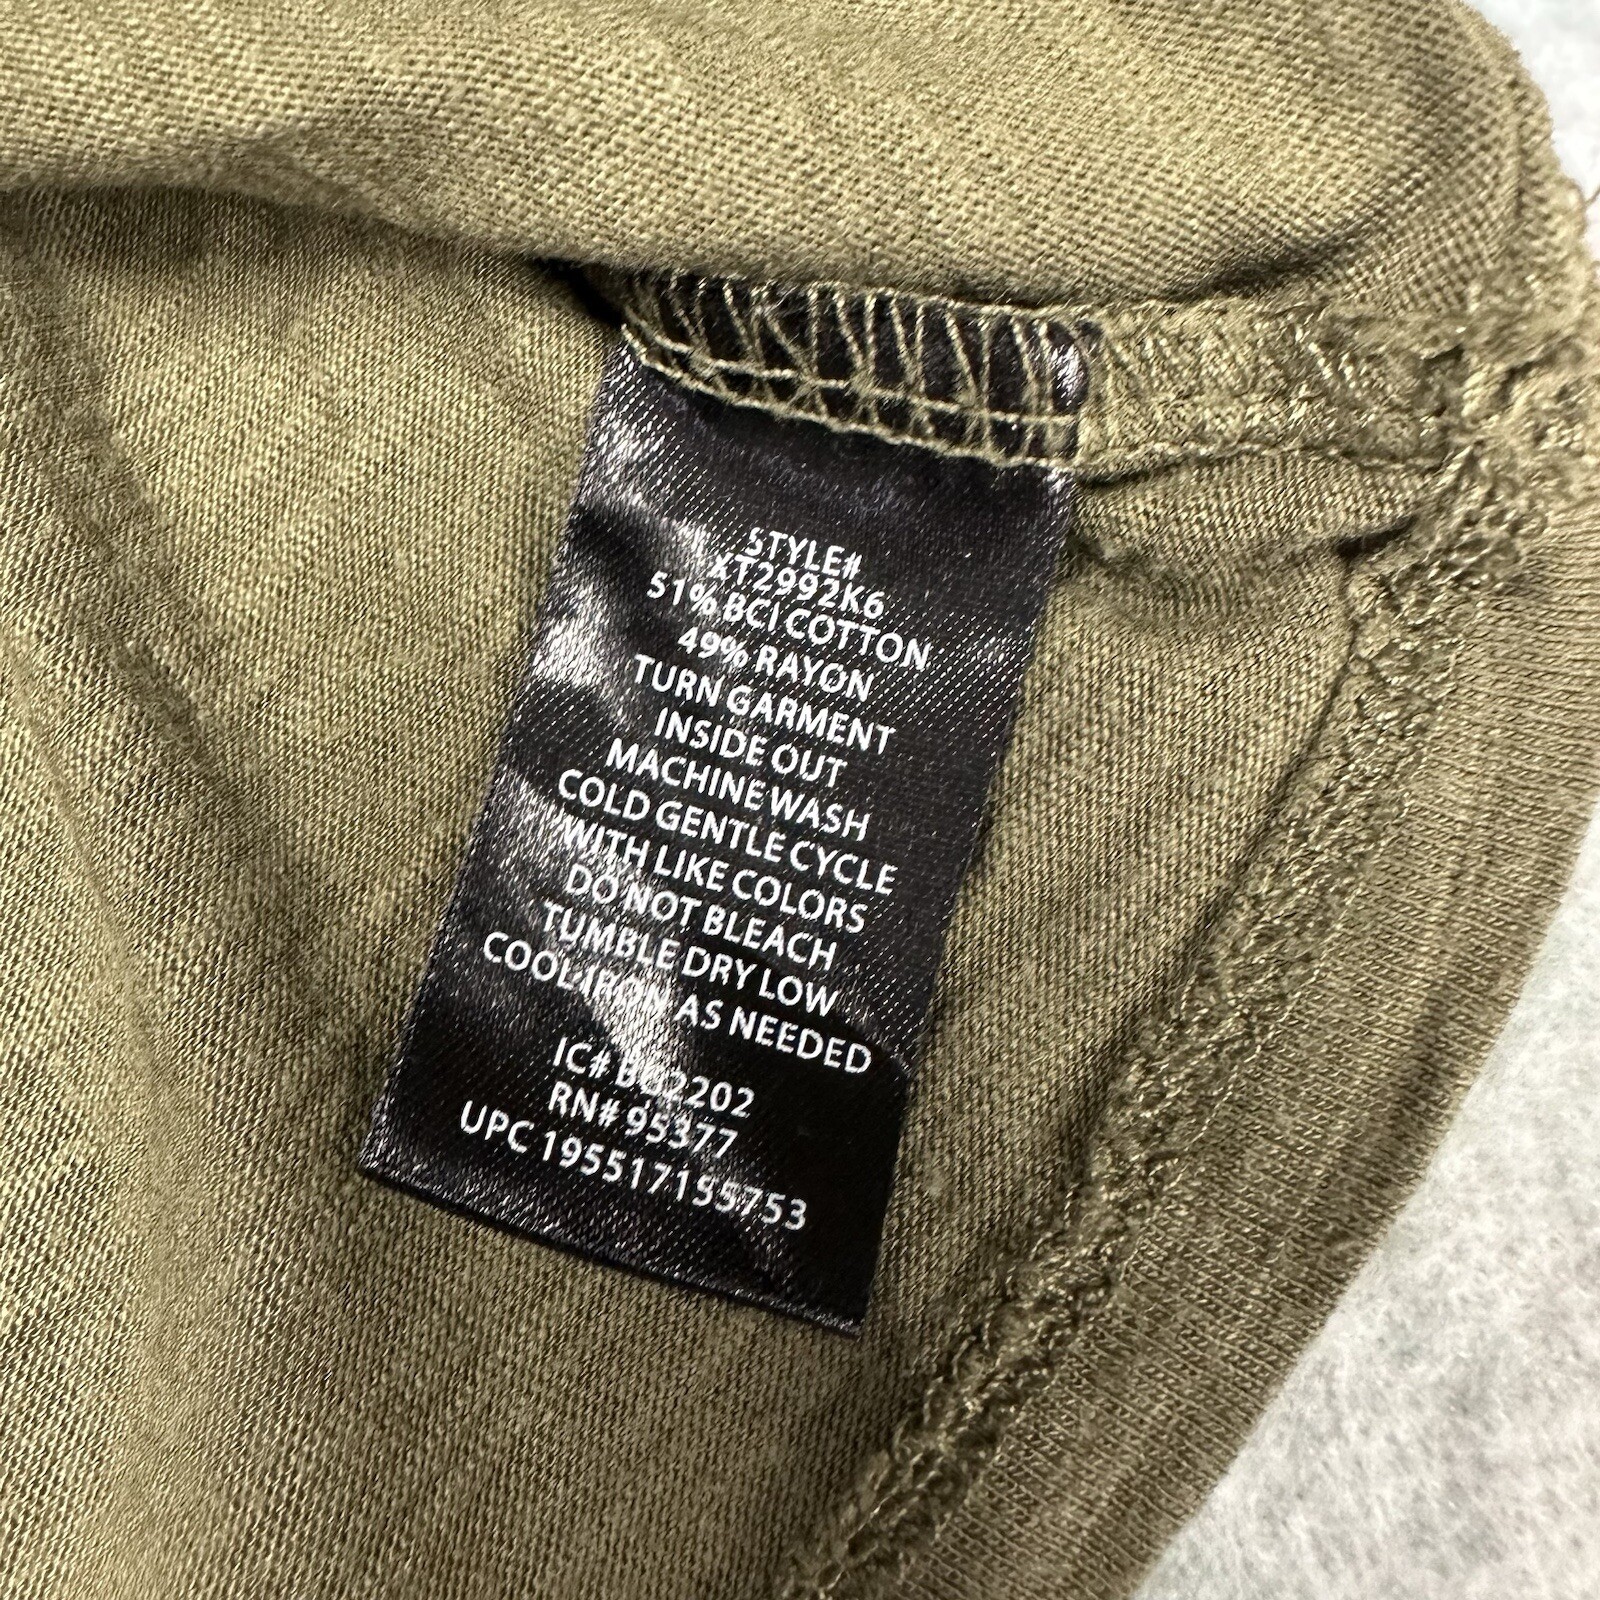 STYLE#
XT2992K6
51% BCI COTTON
49% RAYON
TURN GARMENT
INSIDE OUT
MACHINE WASH
COLD GENTLE CYCLE
WITH LIKE COLORS
DO NOT BLEACH
TUMBLE DRY LOW
COOL IRON AS NEEDED
IC#
RN# 95377
UPC 195517155753